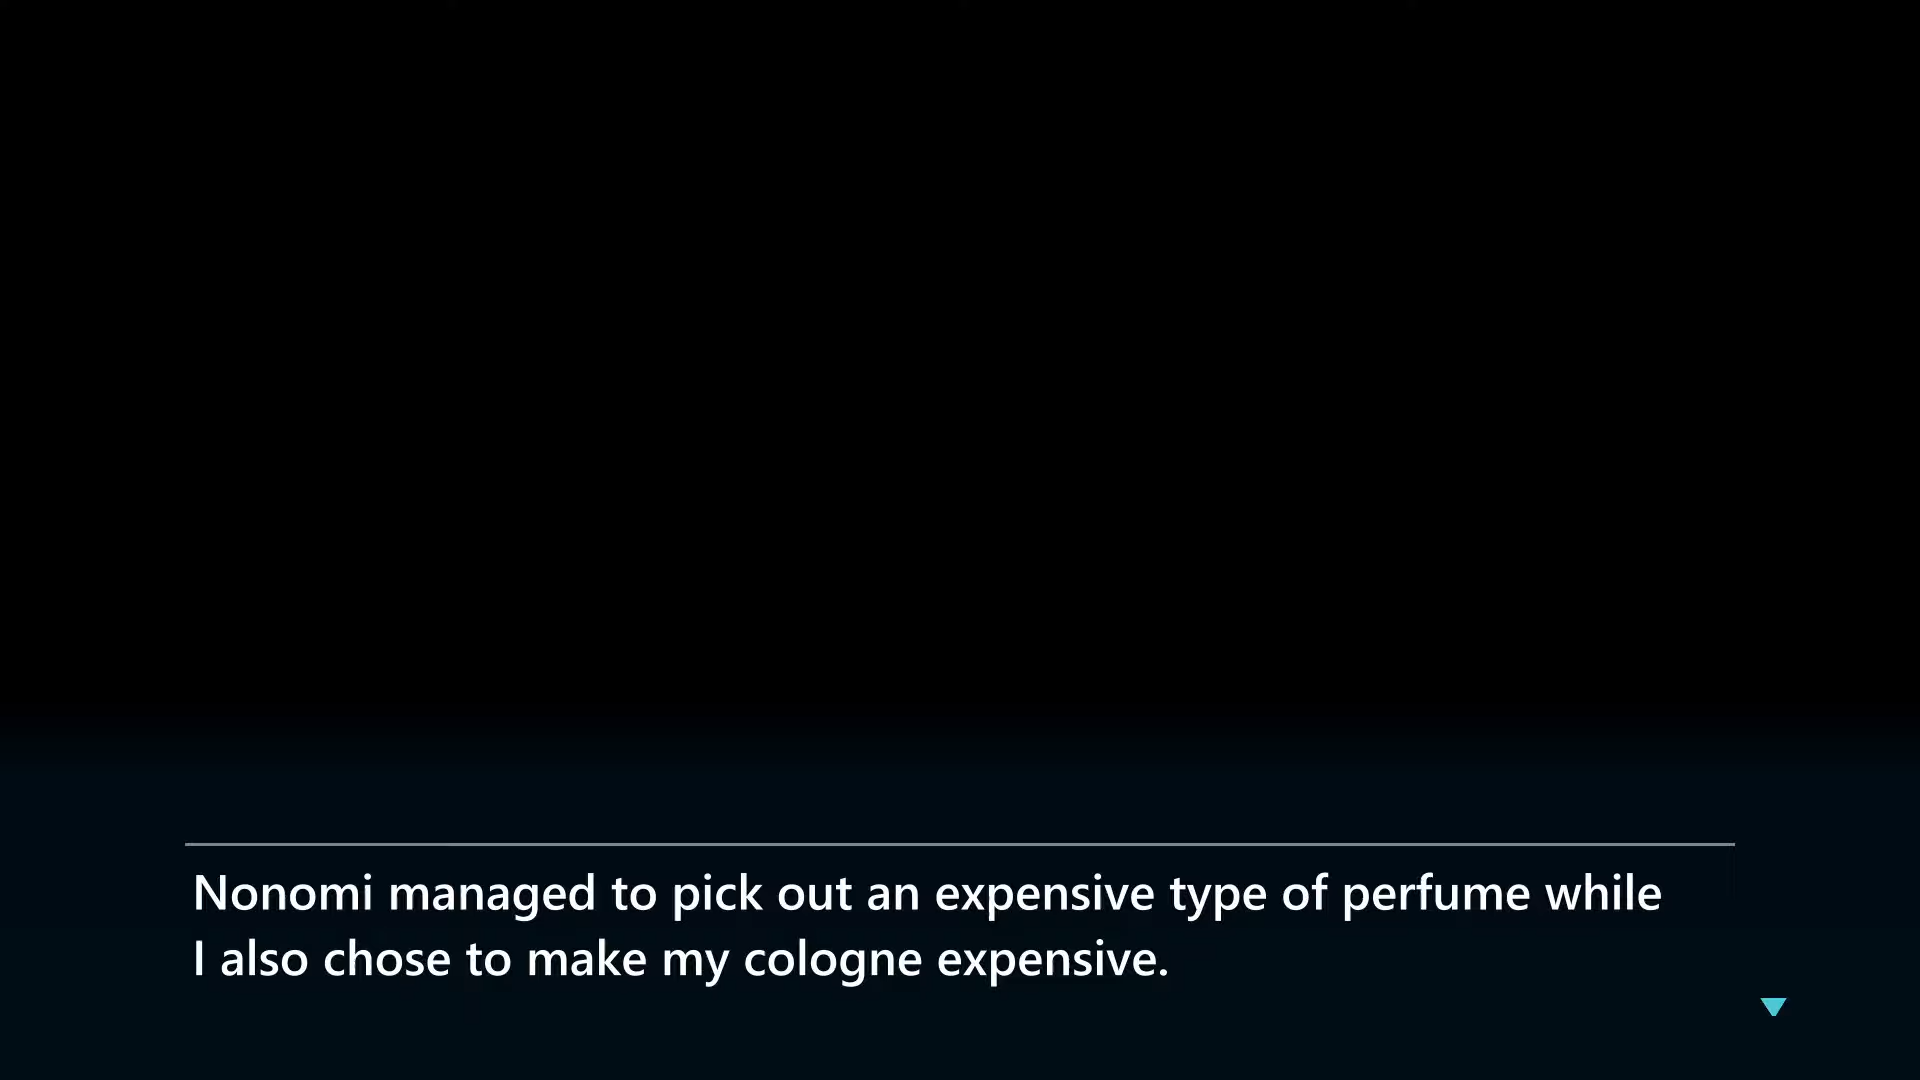 Nonomi managed to pick out an expensive type of perfume while
I also chose to make my cologne expensive.